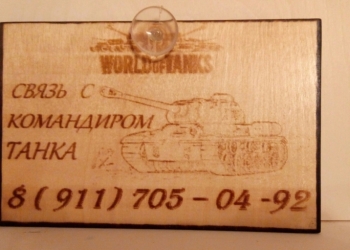 WORLD OF TANKS
СВЯЗЬ С
КОМАНДИРОМ
ТАНКА
8 ( 911) 705 – 04 -92